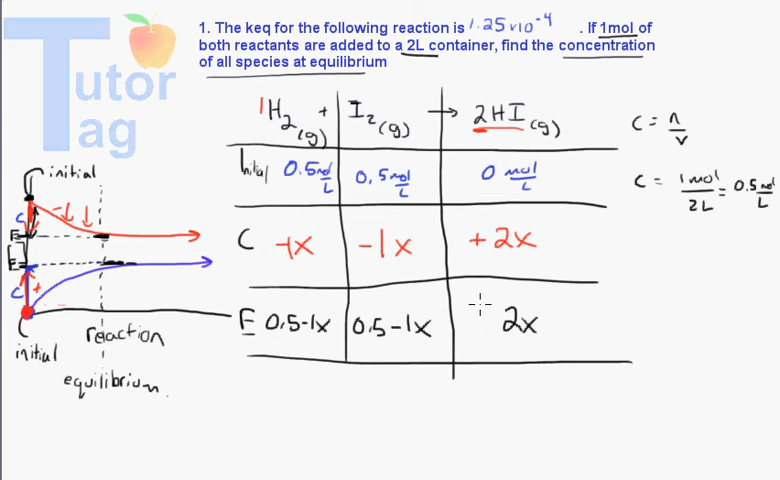 1. The keq for the following reaction is 1.25x10⁻⁴ . If 1mol of
both reactants are added to a 2L container, find the concentration
of all species at equilibrium
Tutor
Tag
1H₂(g) + I₂(g) → 2HI(g)
Initial 0.5 mol/L 0.5 mol/L 0 mol/L
C -1x -1x +2x
E 0.5-1x 0.5-1x 2x
C = n/v
C = 1mol/2L = 0.5 mol/L
initial
C
E
E
C +
initial
reaction
equilibrium